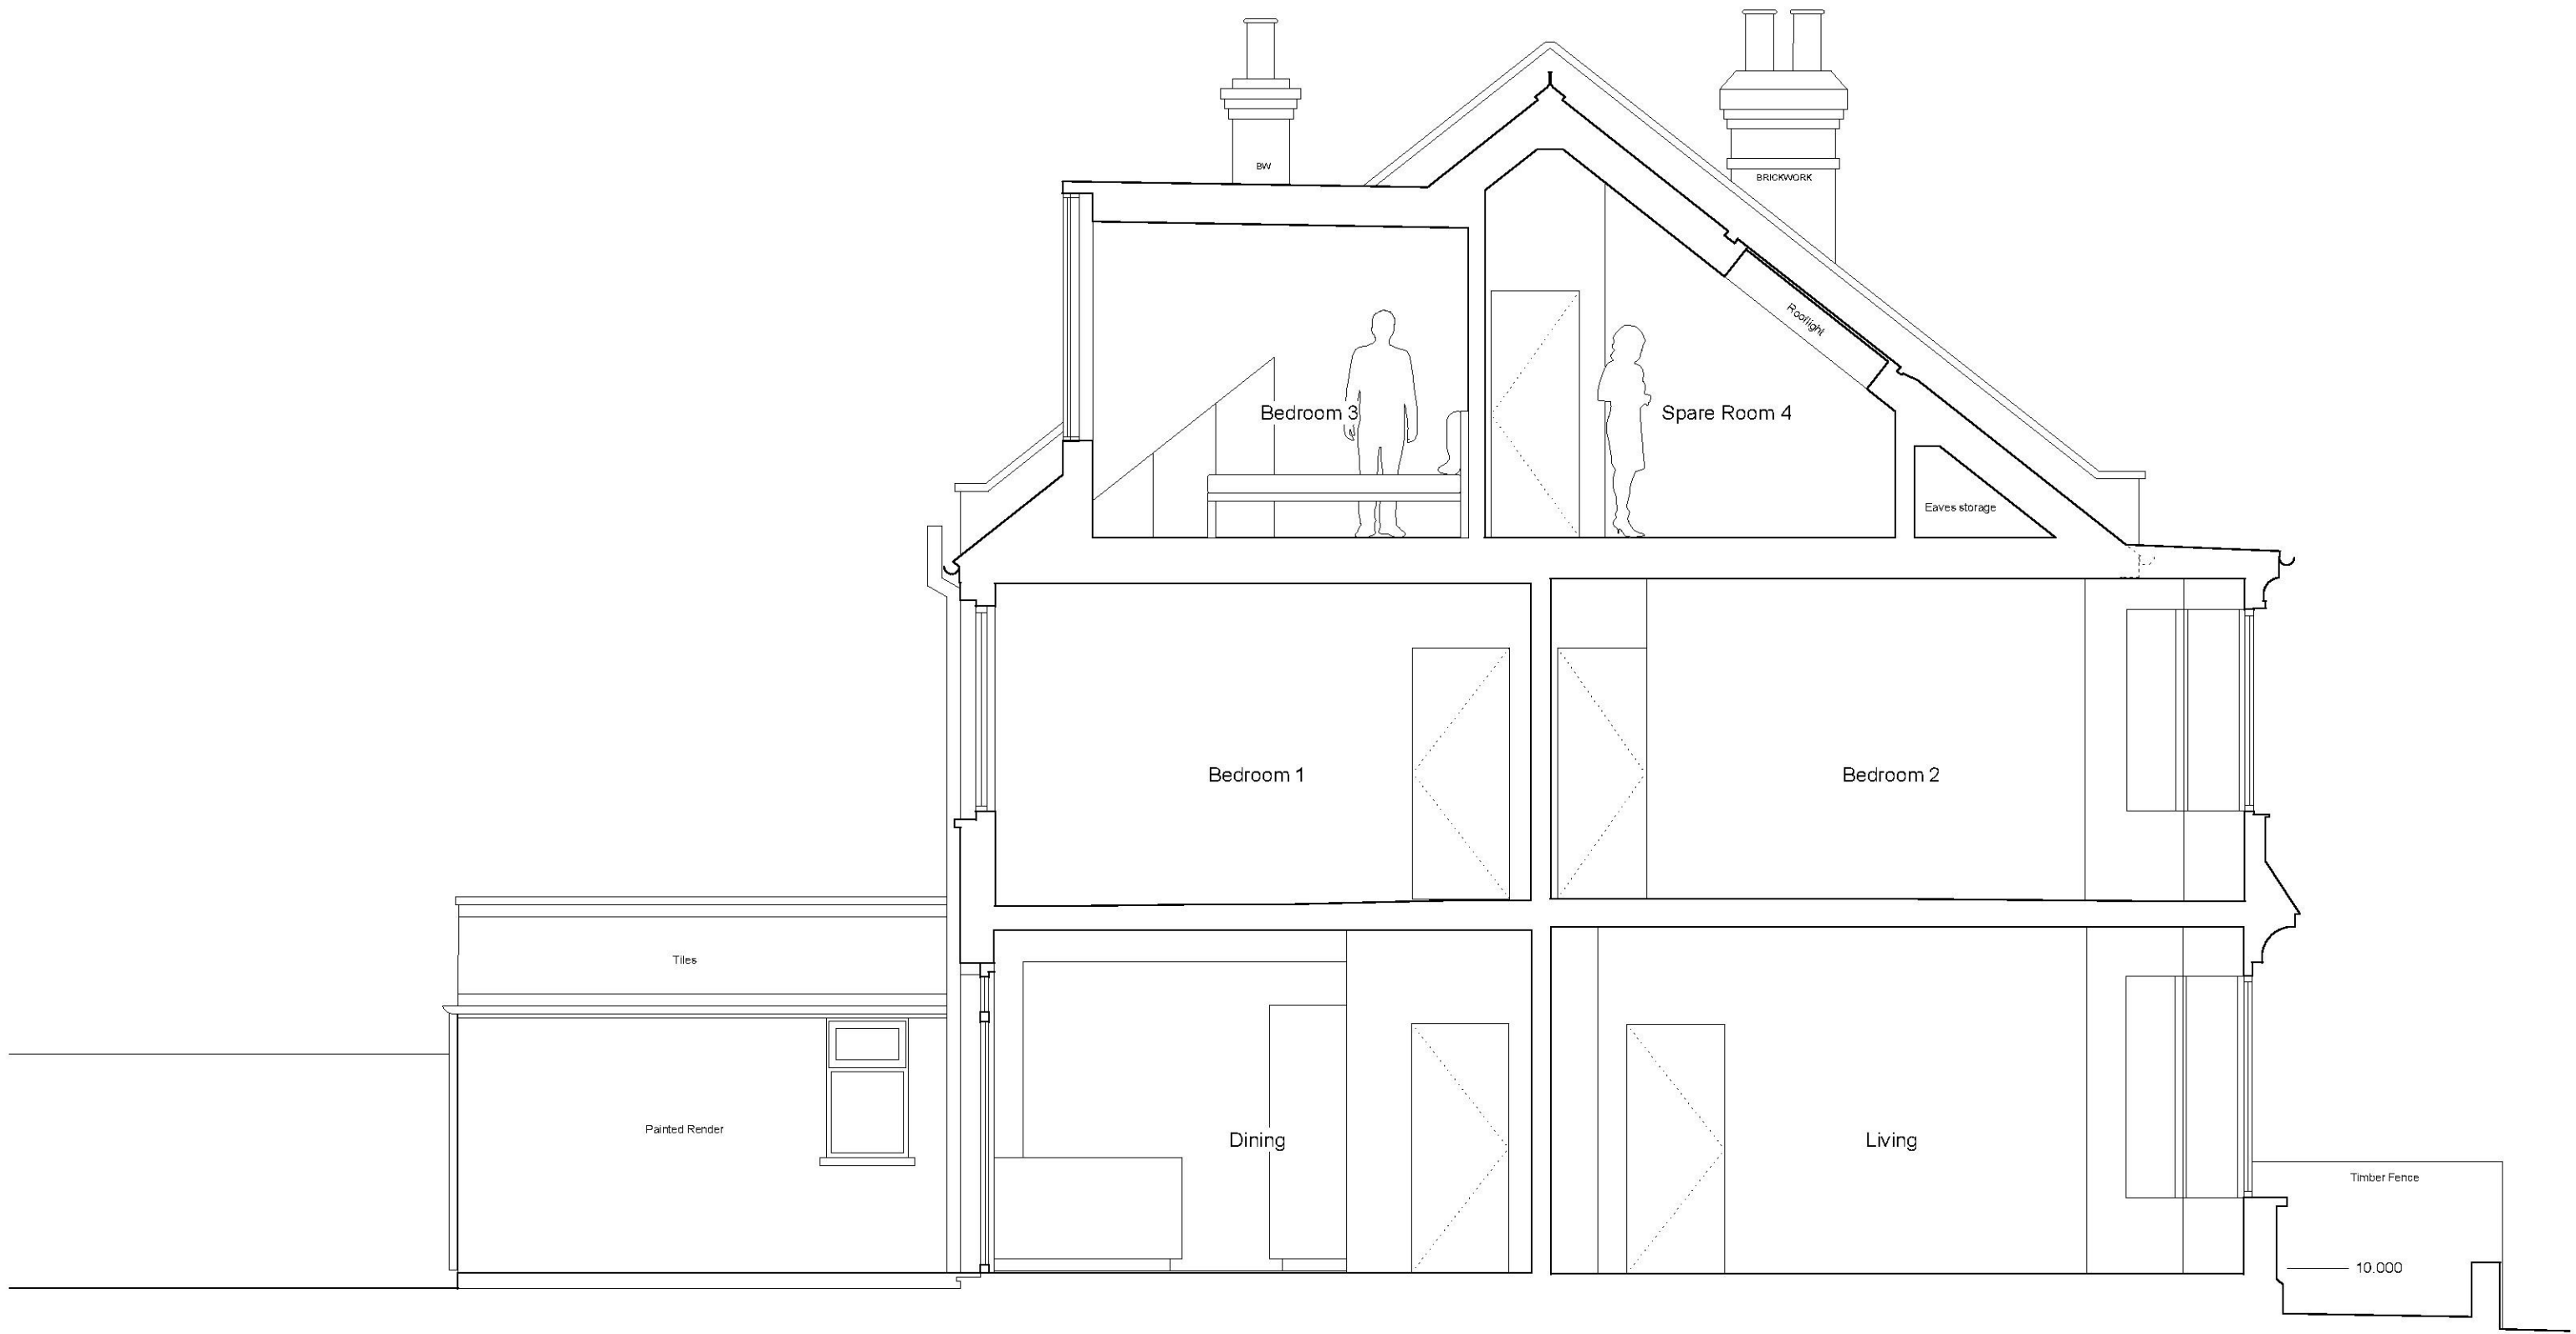 BW
BRICKWORK
Rooflight
Bedroom 3
Spare Room 4
Eaves storage
Bedroom 1
Bedroom 2
Tiles
Painted Render
Dining
Living
Timber Fence
10.000